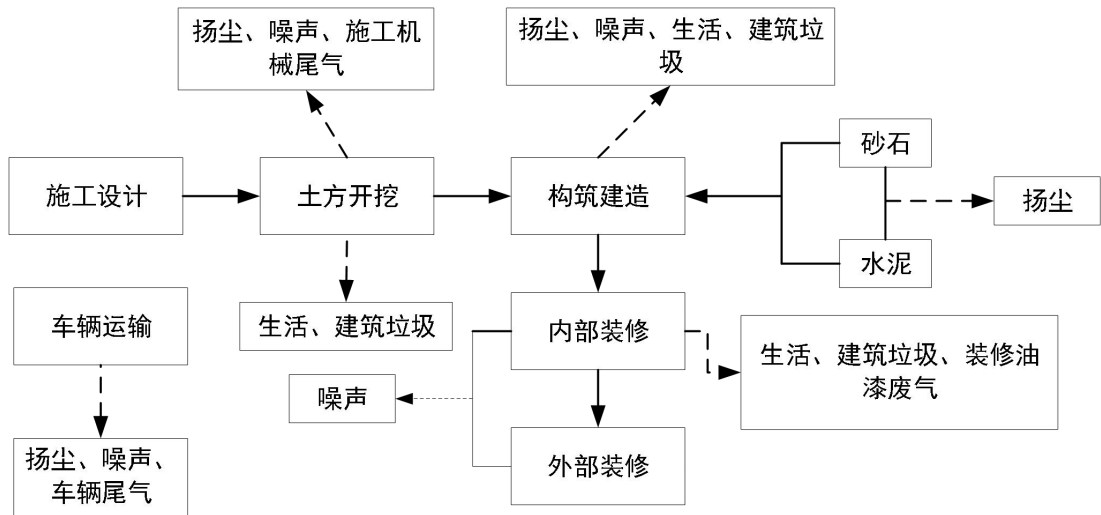 扬尘、噪声、施工机
械尾气
扬尘、噪声、生活、建筑垃
圾
砂石
施工设计
土方开挖
构筑建造
扬尘
水泥
车辆运输
生活、建筑垃圾
内部装修
生活、建筑垃圾、装修油
漆废气
噪声
扬尘、噪声、
车辆尾气
外部装修